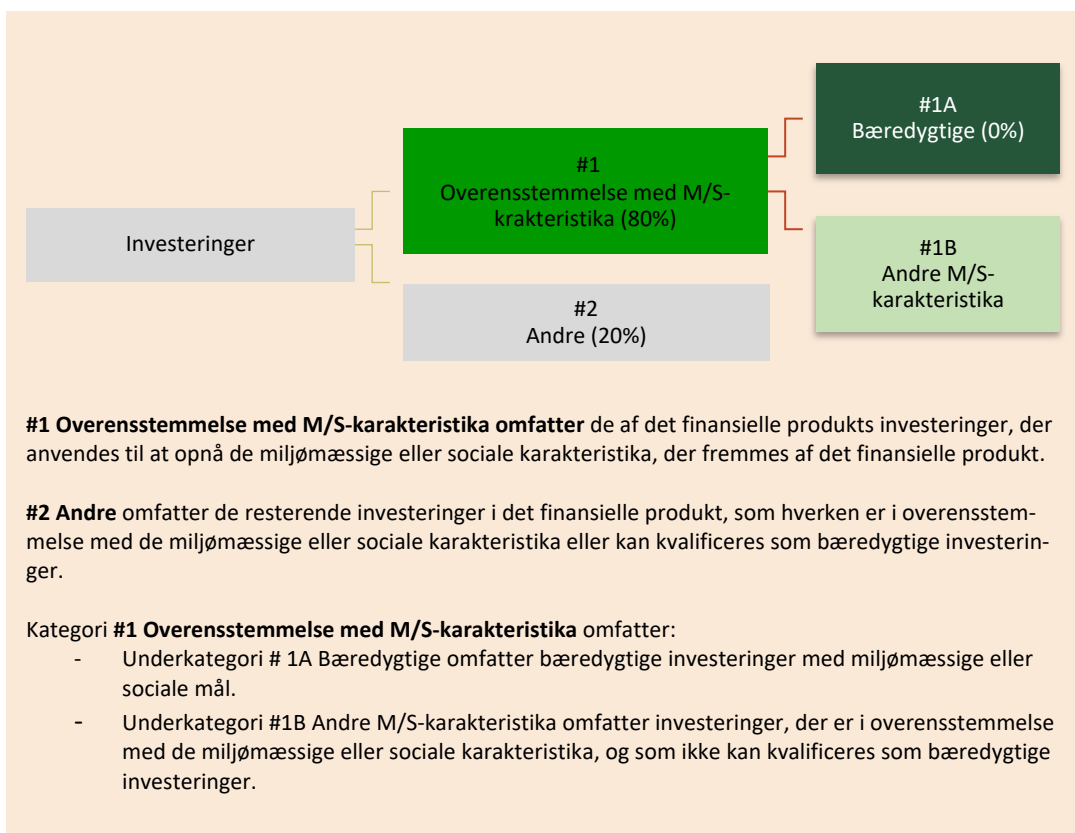 #1A
Bæredygtige (0%)
#1
Overensstemmelse med M/S-
krakteristika (80%)
Investeringer
#1B
Andre M/S-
karakteristika
#2
Andre (20%)
#1 Overensstemmelse med M/S-karakteristika omfatter de af det finansielle produkts investeringer, der
anvendes til at opnå de miljømæssige eller sociale karakteristika, der fremmes af det finansielle produkt.
#2 Andre omfatter de resterende investeringer i det finansielle produkt, som hverken er i overensstem-
melse med de miljømæssige eller sociale karakteristika eller kan kvalificeres som bæredygtige investerin-
ger.
Kategori #1 Overensstemmelse med M/S-karakteristika omfatter:
- Underkategori # 1A Bæredygtige omfatter bæredygtige investeringer med miljømæssige eller
sociale mål.
- Underkategori #1B Andre M/S-karakteristika omfatter investeringer, der er i overensstemmelse
med de miljømæssige eller sociale karakteristika, og som ikke kan kvalificeres som bæredygtige
investeringer.